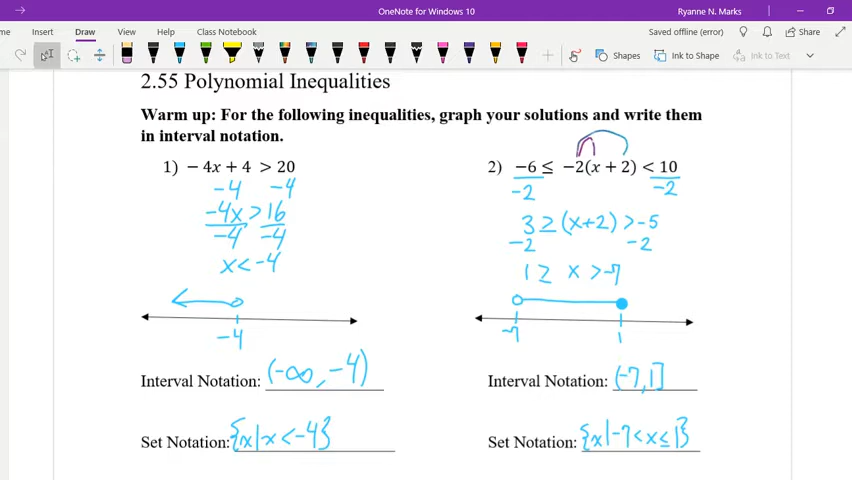 OneNote for Windows 10
Ryanne N. Marks
Insert Draw View Help Class Notebook
Saved offline (error) Share
Shapes Ink to Shape Ink to Text
2.55 Polynomial Inequalities
Warm up: For the following inequalities, graph your solutions and write them
in interval notation.
1) − 4x + 4 > 20
-4 -4
-4x > 16
-4 -4
x < -4
-4
Interval Notation: (-∞, -4)
Set Notation: {x|x < -4}
2) −6 ≤ −2(x + 2) < 10
-2 -2
3 ≥ (x+2) > -5
-2 -2
1 ≥ x > -7
-7 1
Interval Notation: (-7, 1]
Set Notation: {x|-7 < x ≤ 1}